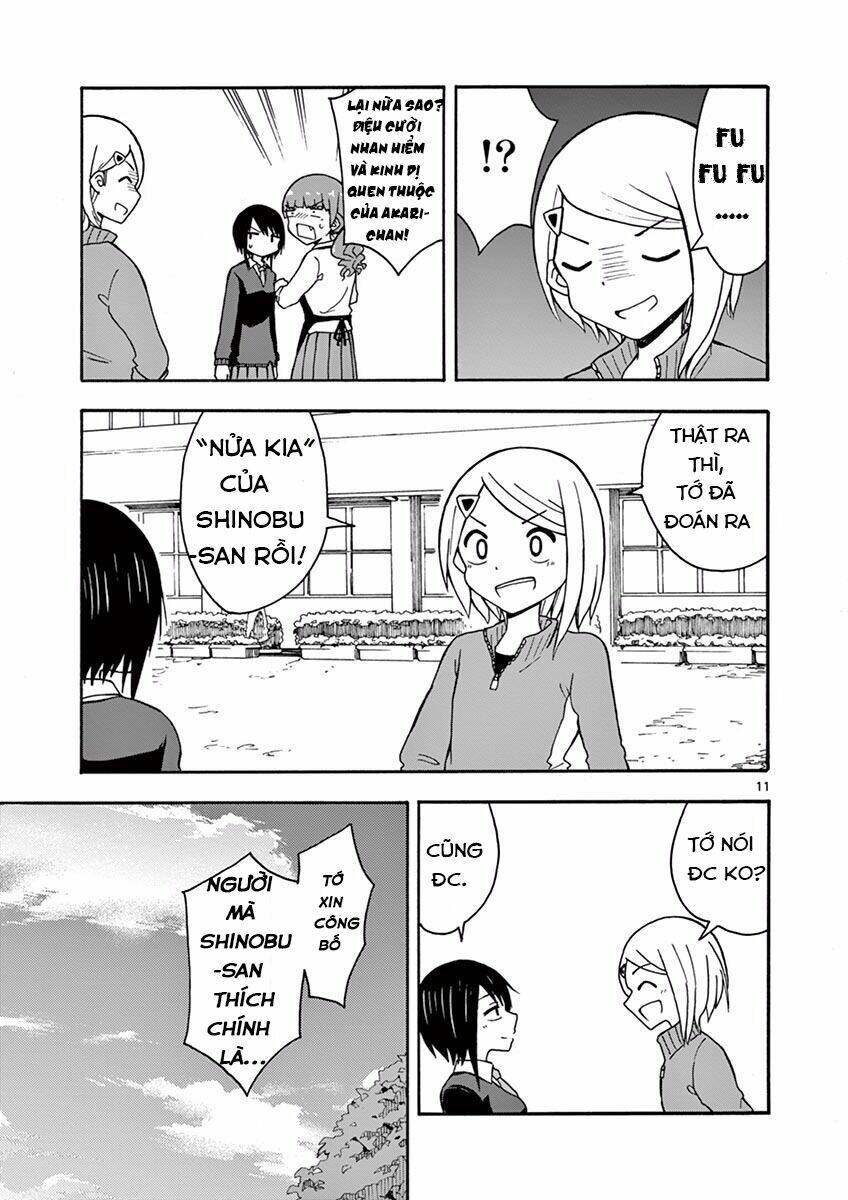 FU
FU FU
......
!?
LẠI NỮA SAO?
ĐIỆU CƯỜI
NHAN HIỂM
VÀ KINH DỊ
QUEN THUỘC
CỦA AKARI-
CHAN!
THẬT RA
THÌ,
TỚ ĐÃ
ĐOÁN RA
“NỬA KIA”
CỦA
SHINOBU
-SAN RỒI!
11
TỚ NÓI
ĐC KO?
CŨNG
ĐC.
TỚ
XIN
CÔNG
BỐ
NGƯỜI
MÀ
SHINOBU
-SAN
THÍCH
CHÍNH
LÀ...